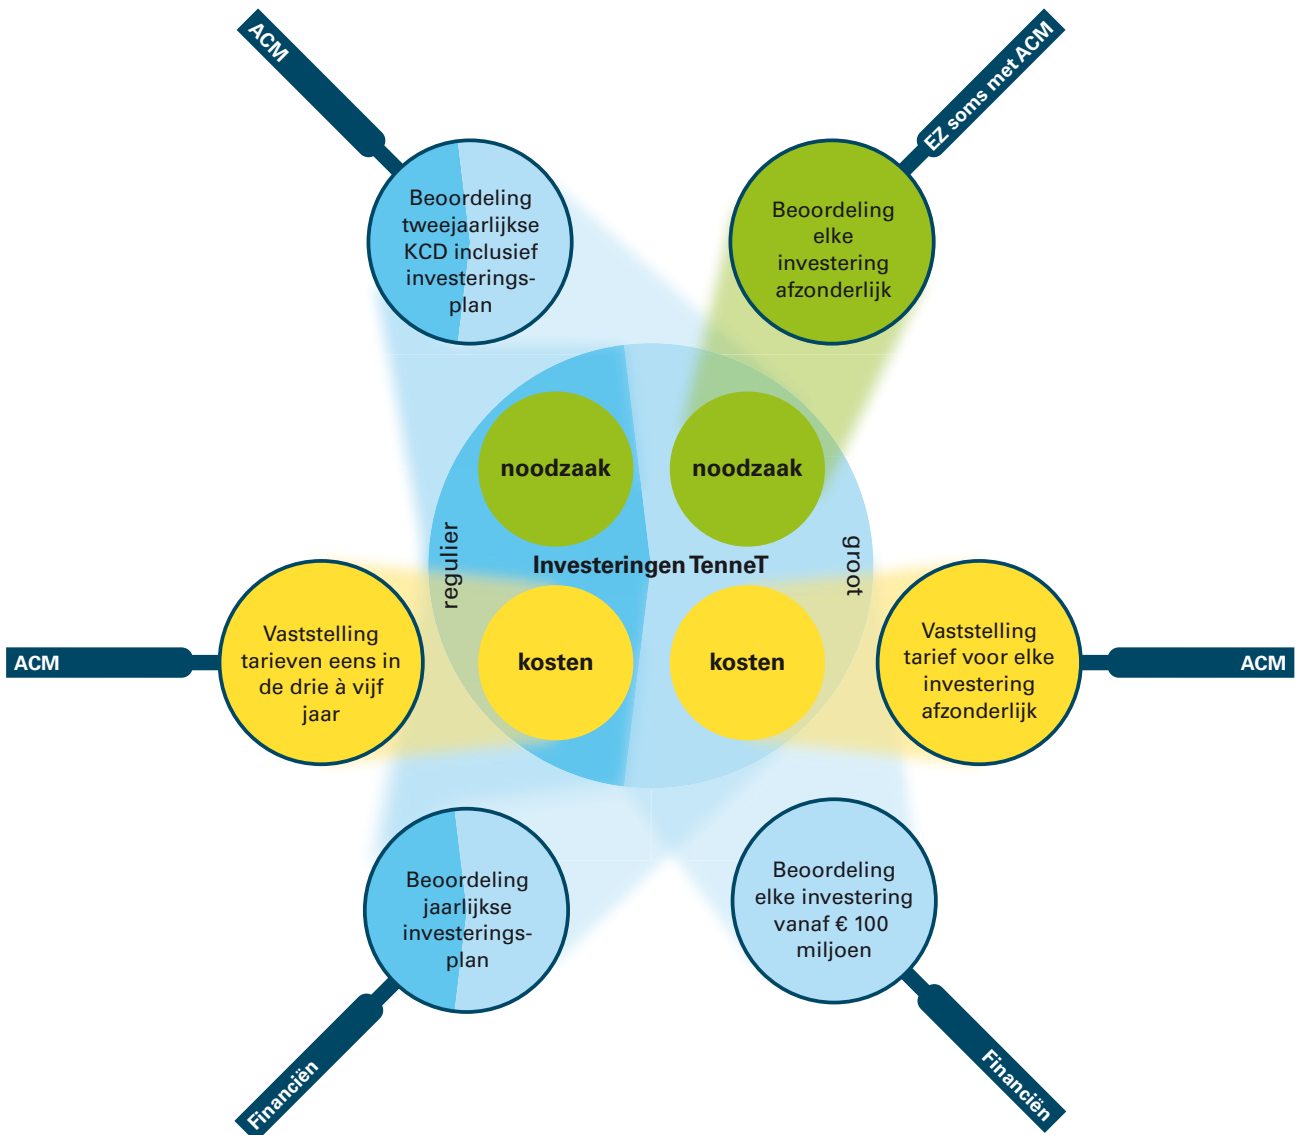 ACM
EZ soms met ACM
Beoordeling
tweejaarlijkse
KCD inclusief
investerings-
plan
Beoordeling
elke
investering
afzonderlijk
noodzaak
noodzaak
regulier
Investeringen TenneT
groot
kosten
kosten
ACM
Vaststelling
tarieven eens in
de drie à vijf
jaar
Vaststelling
tarief voor elke
investering
afzonderlijk
ACM
Beoordeling
jaarlijkse
investerings-
plan
Beoordeling
elke investering
vanaf € 100
miljoen
Financiën
Financiën